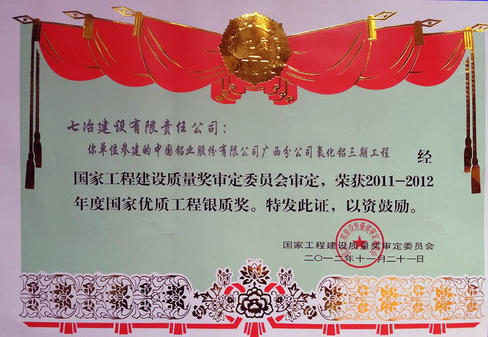 七冶建设有限责任公司：
你单位承建的中国铝业股份有限公司广西分公司氧化铝三期工程 经
国家工程建设质量奖审定委员会审定，荣获2011-2012
年度国家优质工程银质奖。特发此证，以资鼓励。
国家工程建设质量奖审定委员会
二〇一二年十一月二十一日